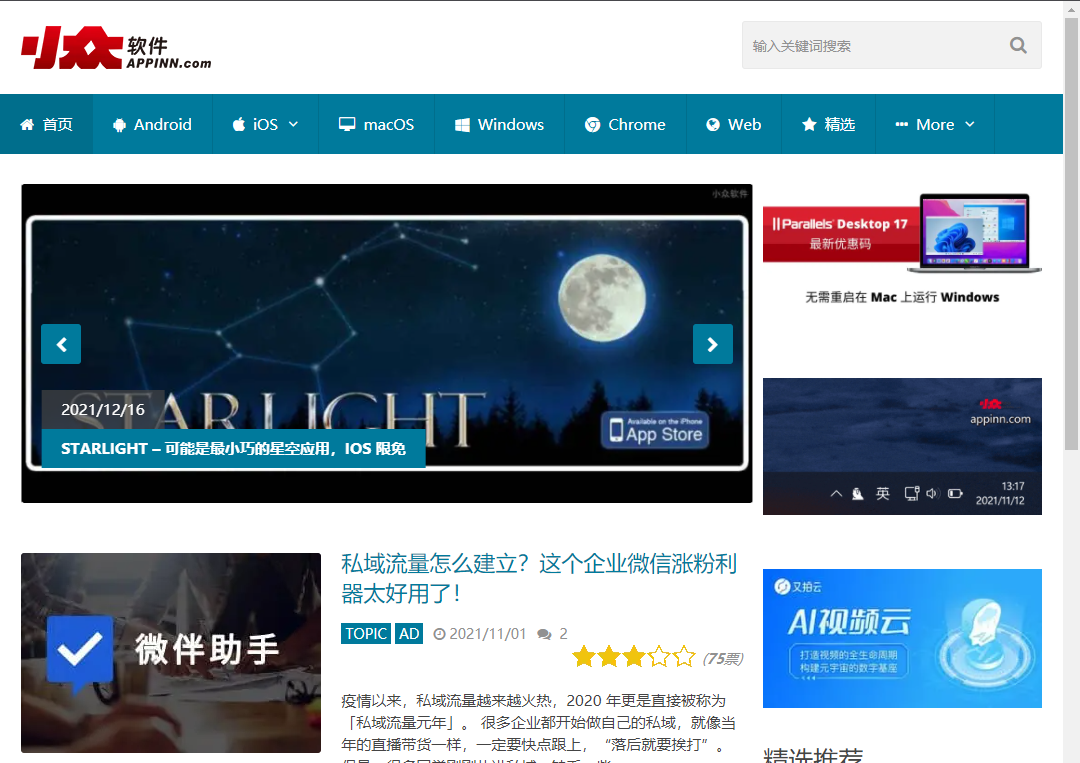 小众软件
APPINN.com
输入关键词搜索
首页
Android
iOS
macOS
Windows
Chrome
Web
精选
More
小众软件
STARLIGHT
Available on the iPhone
App Store
2021/12/16
STARLIGHT – 可能是最小巧的星空应用，IOS 限免
Parallels Desktop 17
最新优惠码
无需重启在 Mac 上运行 Windows
小众
appinn.com
英
13:17
2021/11/12
微伴助手
私域流量怎么建立？这个企业微信涨粉利
器太好用了！
TOPIC AD 2021/11/01 2
(75票)
疫情以来，私域流量越来越火热，2020 年更是直接被称为
「私域流量元年」。 很多企业都开始做自己的私域，就像当
年的直播带货一样，一定要快点跟上， “落后就要挨打”。
又拍云
AI视频云
打造视频的全生命周期
构建元宇宙的数字基座
精选推荐